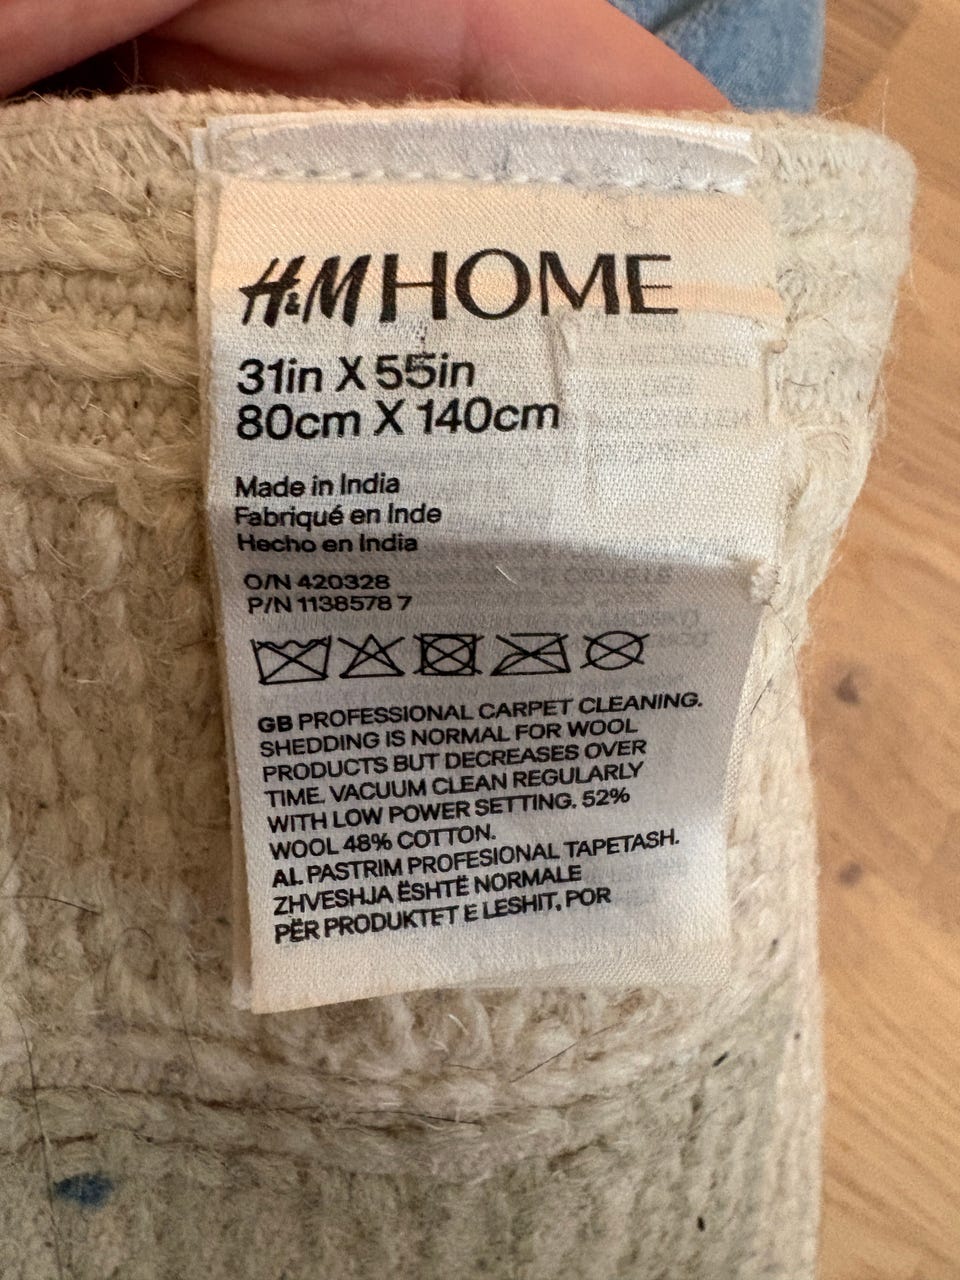 H&M HOME
31in X 55in
80cm X 140cm
Made in India
Fabriqué en Inde
Hecho en India
O/N 420328
P/N 1138578 7
GB PROFESSIONAL CARPET CLEANING.
SHEDDING IS NORMAL FOR WOOL
PRODUCTS BUT DECREASES OVER
TIME. VACUUM CLEAN REGULARLY
WITH LOW POWER SETTING. 52%
WOOL 48% COTTON.
AL PASTRIM PROFESIONAL TAPETASH.
ZHVESHJA ËSHTË NORMALE
PËR PRODUKTET E LESHIT, POR